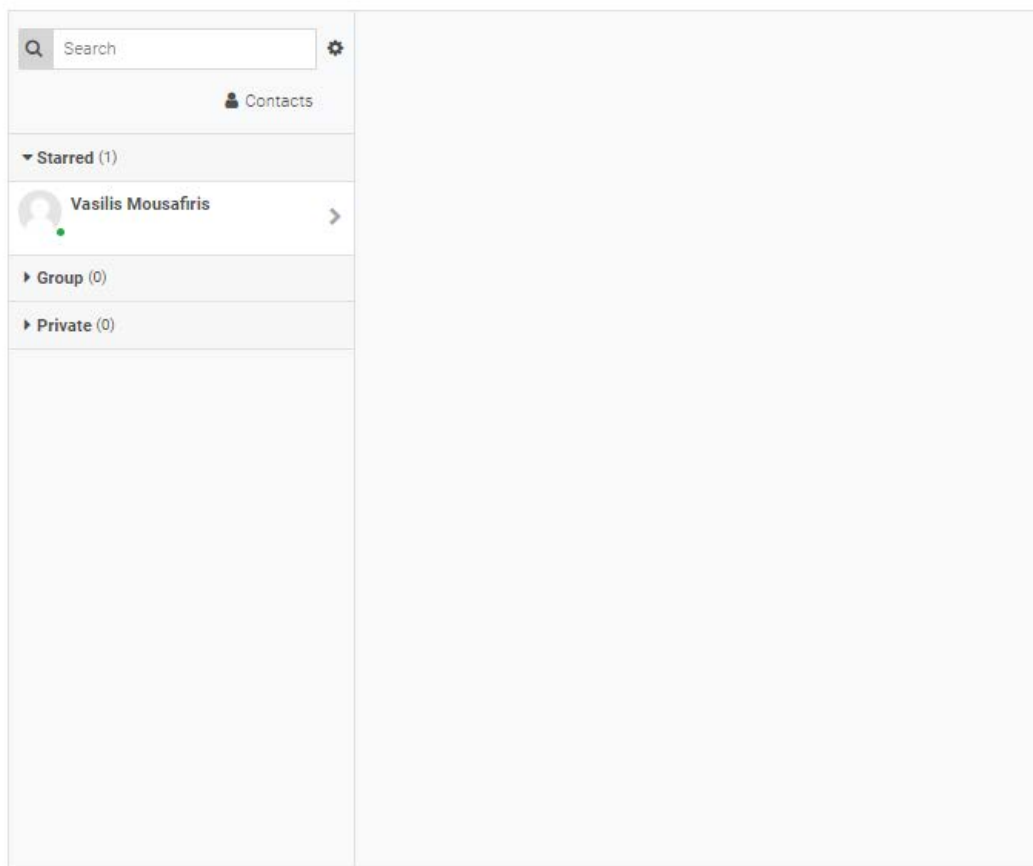 Search
Contacts
Starred (1)
Vasilis Mousafiris
Group (0)
Private (0)